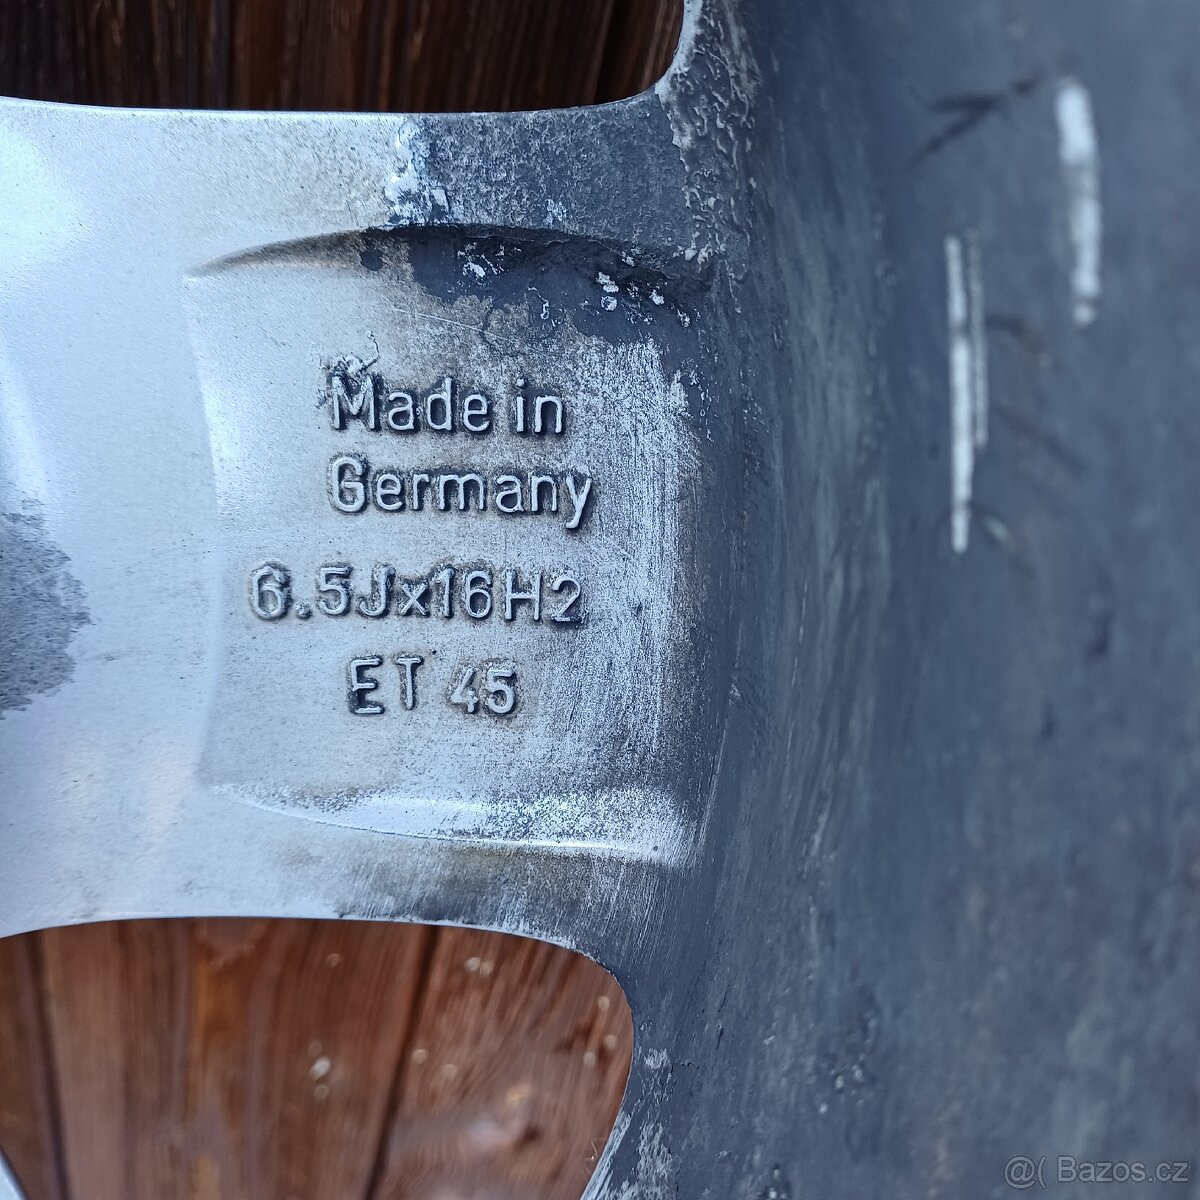 Made in
Germany
6.5Jx16H2
ET 45
@( Bazos.cz